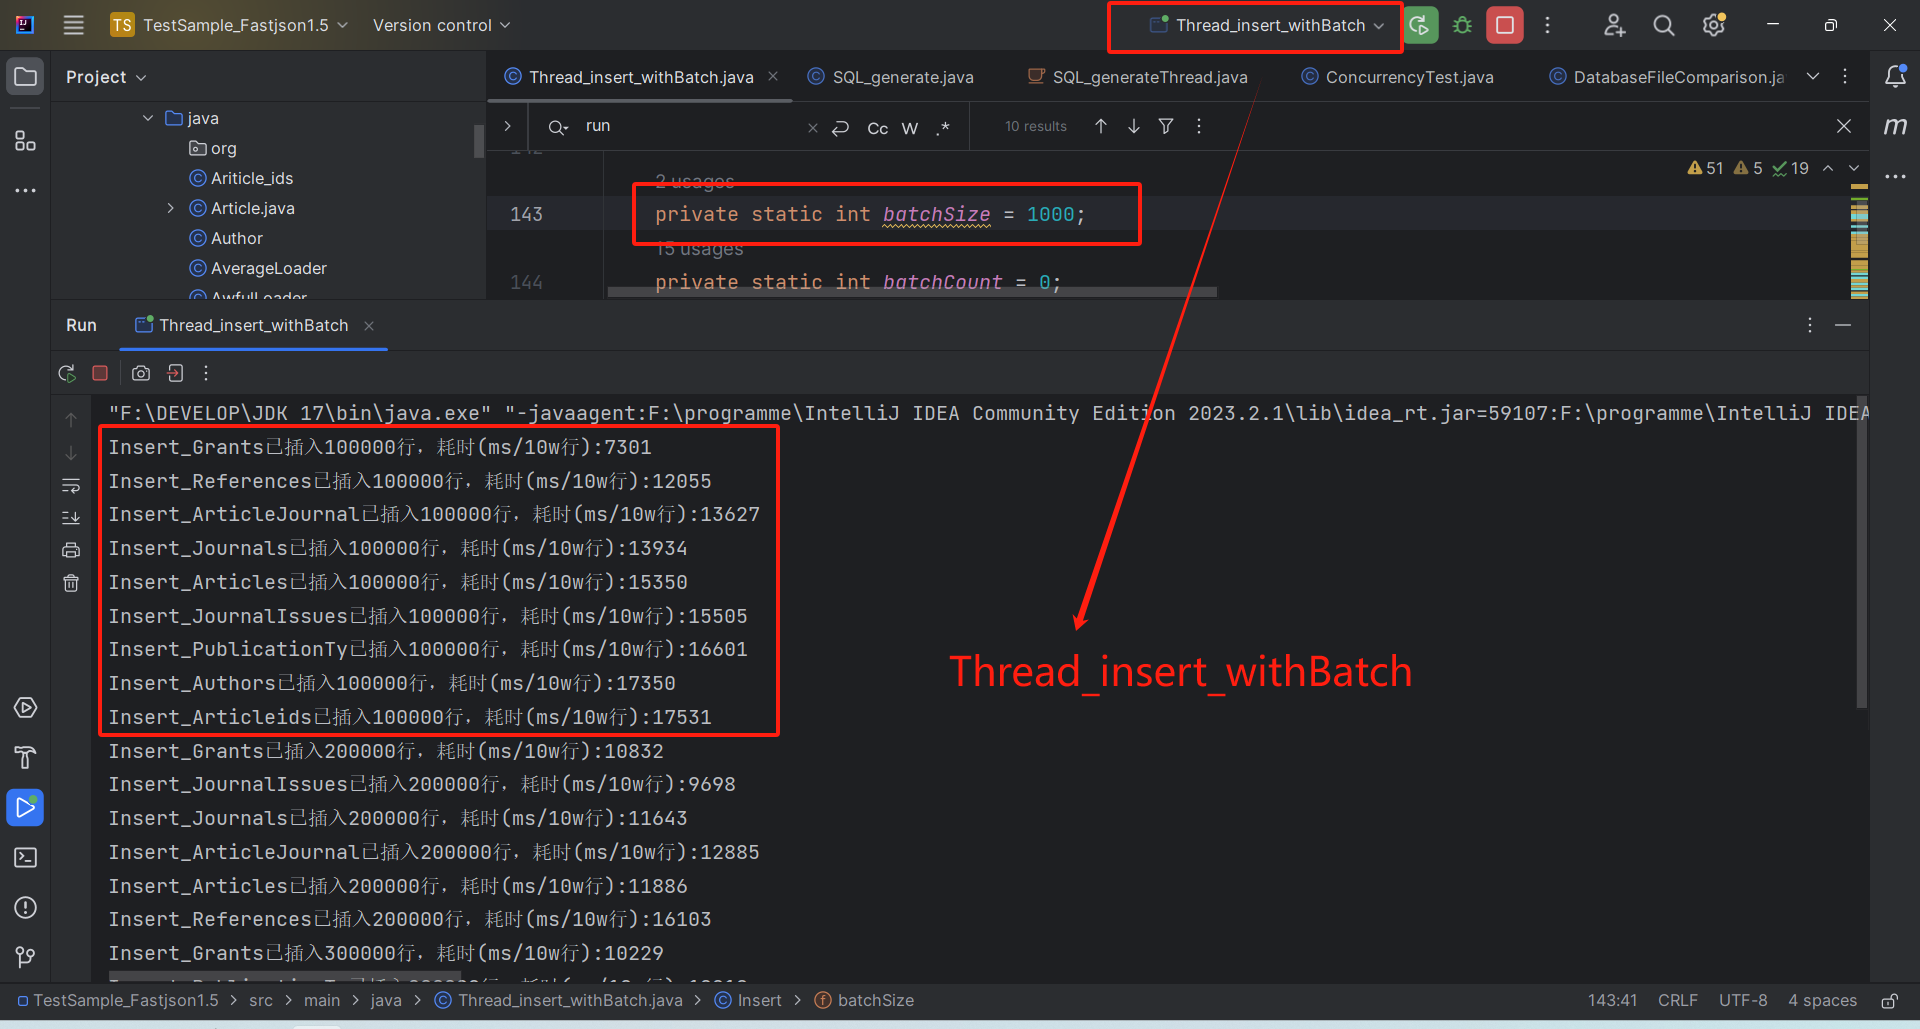 TS TestSample_Fastjson1.5 Version control Thread_insert_withBatch
Project
Thread_insert_withBatch.java SQL_generate.java SQL_generateThread.java ConcurrencyTest.java DatabaseFileComparison.ja
java
org
Ariticle_ids
Article.java
Author
AverageLoader
AwfulLoader
run Cc W .* 10 results
51 5 19
2 usages
143 private static int batchSize = 1000;
15 usages
144 private static int batchCount = 0;
Run Thread_insert_withBatch
"F:\DEVELOP\JDK 17\bin\java.exe" "-javaagent:F:\programme\IntelliJ IDEA Community Edition 2023.2.1\lib\idea_rt.jar=59107:F:\programme\IntelliJ IDEA
Insert_Grants已插入100000行，耗时(ms/10w行):7301
Insert_References已插入100000行，耗时(ms/10w行):12055
Insert_ArticleJournal已插入100000行，耗时(ms/10w行):13627
Insert_Journals已插入100000行，耗时(ms/10w行):13934
Insert_Articles已插入100000行，耗时(ms/10w行):15350
Insert_JournalIssues已插入100000行，耗时(ms/10w行):15505
Insert_PublicationTy已插入100000行，耗时(ms/10w行):16601
Insert_Authors已插入100000行，耗时(ms/10w行):17350
Insert_Articleids已插入100000行，耗时(ms/10w行):17531
Insert_Grants已插入200000行，耗时(ms/10w行):10832
Insert_JournalIssues已插入200000行，耗时(ms/10w行):9698
Insert_Journals已插入200000行，耗时(ms/10w行):11643
Insert_ArticleJournal已插入200000行，耗时(ms/10w行):12885
Insert_Articles已插入200000行，耗时(ms/10w行):11886
Insert_References已插入200000行，耗时(ms/10w行):16103
Insert_Grants已插入300000行，耗时(ms/10w行):10229
Thread_insert_withBatch
TestSample_Fastjson1.5 > src > main > java > Thread_insert_withBatch.java > Insert > batchSize 143:41 CRLF UTF-8 4 spaces